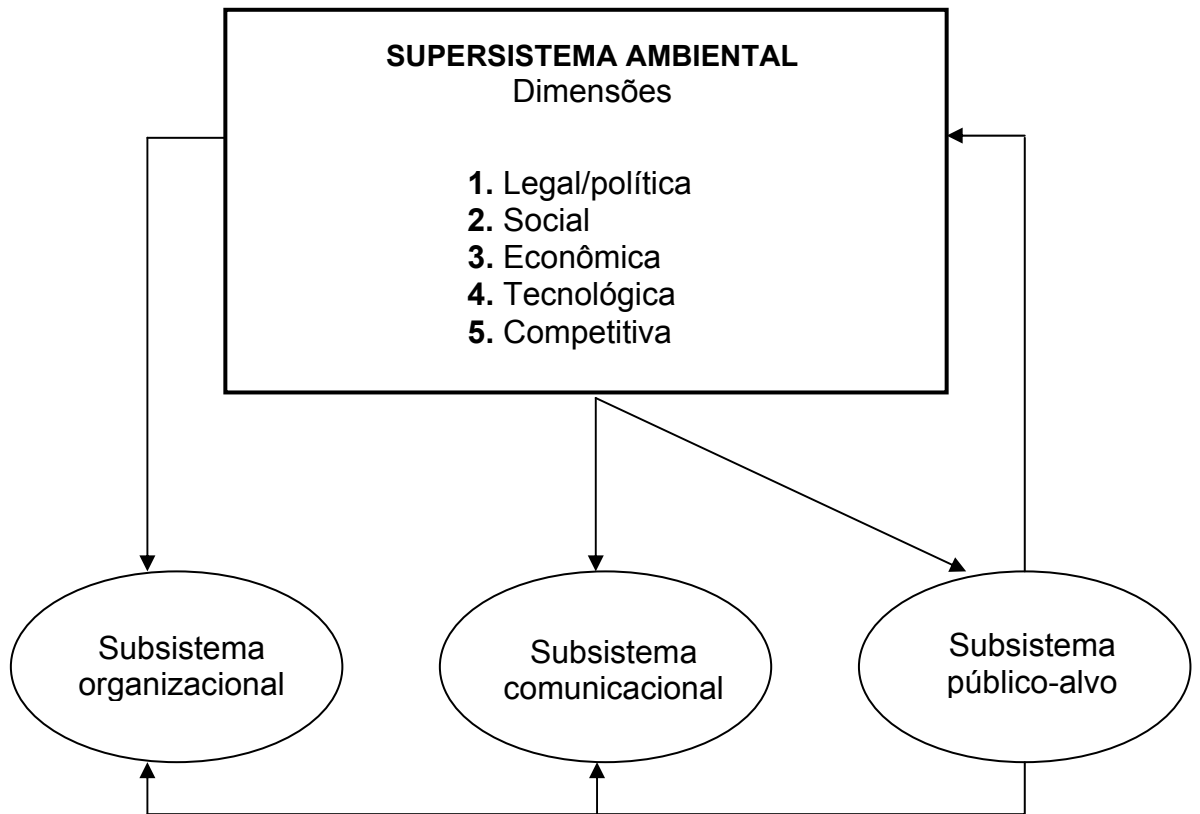 SUPERSISTEMA AMBIENTAL
Dimensões
1. Legal/política
2. Social
3. Econômica
4. Tecnológica
5. Competitiva
Subsistema
organizacional
Subsistema
comunicacional
Subsistema
público-alvo